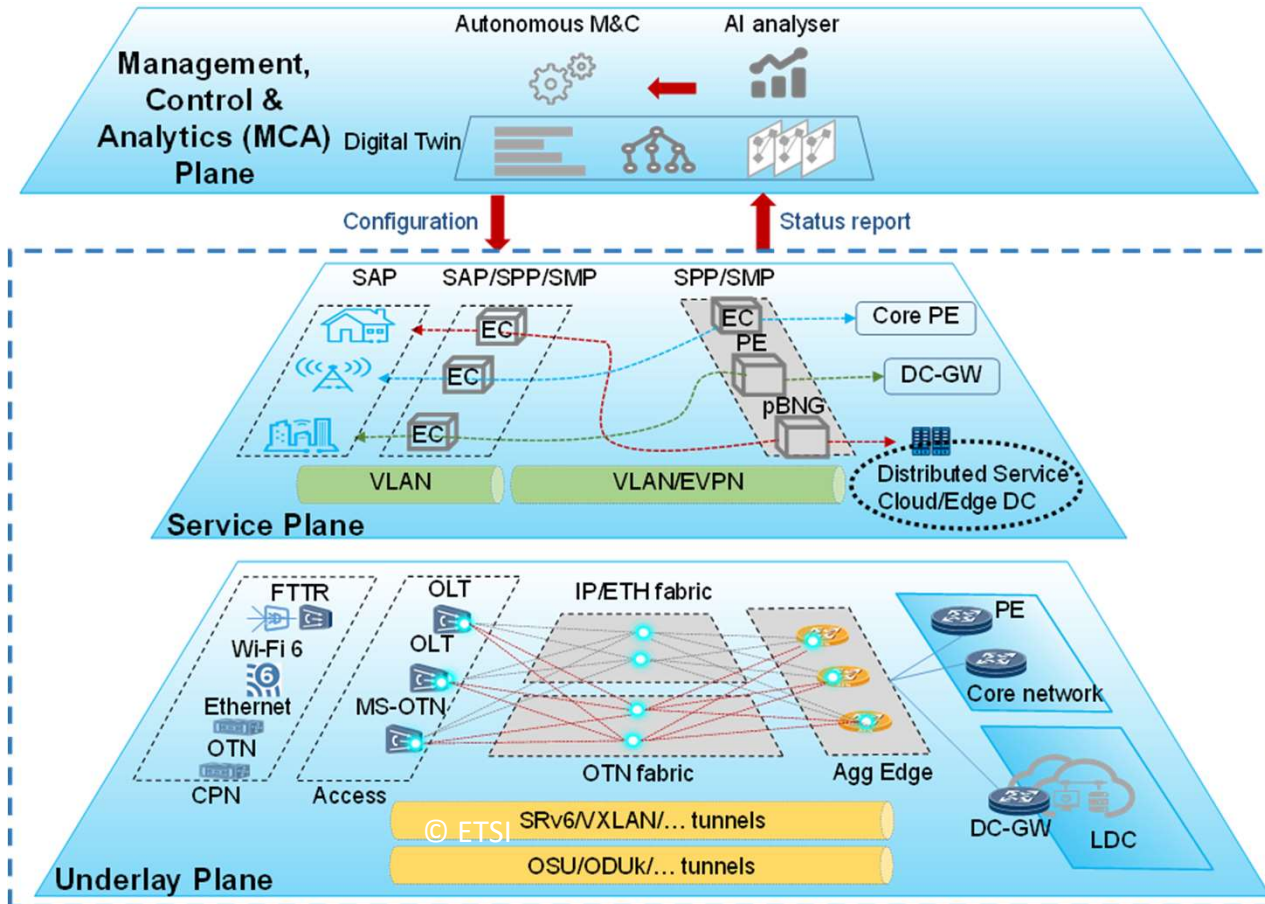 Autonomous M&C
AI analyser
Management,
Control &
Analytics (MCA)
Plane
Digital Twin
Configuration
Status report
SAP
SAP/SPP/SMP
SPP/SMP
EC
EC
Core PE
PE
EC
DC-GW
pBNG
EC
VLAN
VLAN/EVPN
Distributed Service
Cloud/Edge DC
Service Plane
FTTR
OLT
IP/ETH fabric
PE
Wi-Fi 6
OLT
6
Core network
Ethernet
MS-OTN
OTN
OTN fabric
Agg Edge
CPN
Access
DC-GW
LDC
© ETSI
SRv6/VXLAN/... tunnels
OSU/ODUk/... tunnels
Underlay Plane